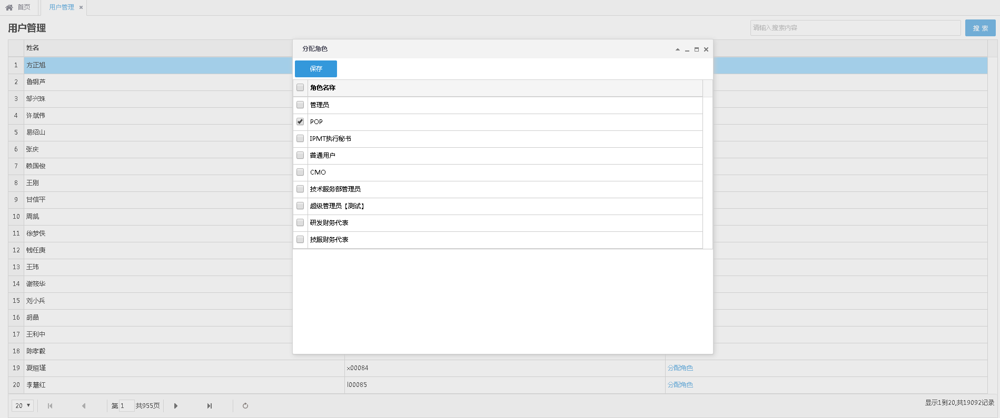 首页 用户管理
用户管理 请输入搜索内容 搜 索
姓名
1 方正旭
2 鲁钢芦
3 邹兴珠
4 许斌伟
5 易绍山
6 张庆
7 赖国俊
8 王刚
9 甘信平
10 周凯
11 徐梦侠
12 钱任庚
13 王玮
14 谢筱华
15 刘小兵
16 胡晶
17 王利中
18 陈孝毅
19 夏姮瑾 x00084 分配角色
20 李慧红 l00085 分配角色
分配角色
保存
角色名称
管理员
POP
IPMT执行秘书
普通用户
CMO
技术服务部管理员
超级管理员【测试】
研发财务代表
技服财务代表
20 第 1 共955页 显示1到20,共19092记录